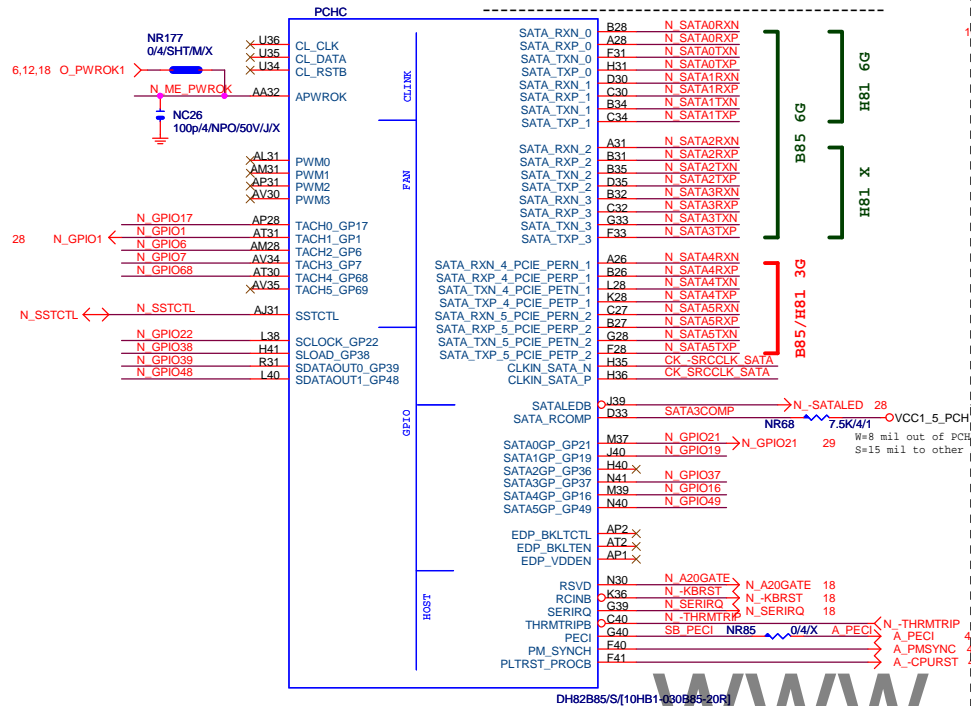 PCHC
NR177
0/4/SHT/M/X
6,12,18 O_PWROK1
N_ME_PWROK
NC26
100p/4/NPO/50V/J/X
U36 CL_CLK
U35 CL_DATA
U34 CL_RSTB
AA32 APWROK
CLINK
AL31 PWM0
AM31 PWM1
AP31 PWM2
AV30 PWM3
FAN
N_GPIO17 AP28 TACH0_GP17
28 N_GPIO1 N_GPIO1 AT31 TACH1_GP1
N_GPIO6 AM28 TACH2_GP6
N_GPIO7 AV34 TACH3_GP7
N_GPIO68 AT30 TACH4_GP68
AV35 TACH5_GP69
N_SSTCTL N_SSTCTL AJ31 SSTCTL
N_GPIO22 L38 SCLOCK_GP22
N_GPIO38 H41 SLOAD_GP38
N_GPIO39 R31 SDATAOUT0_GP39
N_GPIO48 L40 SDATAOUT1_GP48
GPIO
HOST
SATA_RXN_0 B28 N_SATA0RXN
SATA_RXP_0 A28 N_SATA0RXP
SATA_TXN_0 F31 N_SATA0TXN
SATA_TXP_0 H31 N_SATA0TXP
SATA_RXN_1 D30 N_SATA1RXN
SATA_RXP_1 C30 N_SATA1RXP
SATA_TXN_1 B34 N_SATA1TXN
SATA_TXP_1 C34 N_SATA1TXP
SATA_RXN_2 A31 N_SATA2RXN
SATA_RXP_2 B31 N_SATA2RXP
SATA_TXN_2 B35 N_SATA2TXN
SATA_TXP_2 D35 N_SATA2TXP
SATA_RXN_3 B32 N_SATA3RXN
SATA_RXP_3 C32 N_SATA3RXP
SATA_TXN_3 G33 N_SATA3TXN
SATA_TXP_3 F33 N_SATA3TXP
B85 6G
H81 6G
H81 X
SATA_RXN_4_PCIE_PERN_1 A26 N_SATA4RXN
SATA_RXP_4_PCIE_PERP_1 B26 N_SATA4RXP
SATA_TXN_4_PCIE_PETN_1 L28 N_SATA4TXN
SATA_TXP_4_PCIE_PETP_1 K28 N_SATA4TXP
SATA_RXN_5_PCIE_PERN_2 C27 N_SATA5RXN
SATA_RXP_5_PCIE_PERP_2 B27 N_SATA5RXP
SATA_TXN_5_PCIE_PETN_2 G28 N_SATA5TXN
SATA_TXP_5_PCIE_PETP_2 F28 N_SATA5TXP
B85/H81 3G
CLKIN_SATA_N H35 CK_-SRCCLK_SATA
CLKIN_SATA_P H36 CK_SRCCLK_SATA
SATALEDB J39 N_-SATALED 28
SATA_RCOMP D33 SATA3COMP NR68 7.5K/4/1 VCC1_5_PCH
W=8 mil out of PCH
S=15 mil to other
SATA0GP_GP21 M37 N_GPIO21 N_GPIO21 29
SATA1GP_GP19 J40 N_GPIO19
SATA2GP_GP36 H40
SATA3GP_GP37 N41 N_GPIO37
SATA4GP_GP16 M39 N_GPIO16
SATA5GP_GP49 N40 N_GPIO49
EDP_BKLTCTL AP2
EDP_BKLTEN AT2
EDP_VDDEN AP1
RSVD N30 N_A20GATE N_A20GATE 18
RCINB K36 N_-KBRST N_-KBRST 18
SERIRQ G39 N_SERIRQ N_SERIRQ 18
THRMTRIPB C40 N_-THRMTRIP N_-THRMTRIP
PECI G40 SB_PECI NR85 0/4/X A_PECI A_PECI 4
PM_SYNCH F40 A_PMSYNC 4
PLTRST_PROCB F41 A_-CPURST
DH82B85/S/[10HB1-030B85-20R]
www